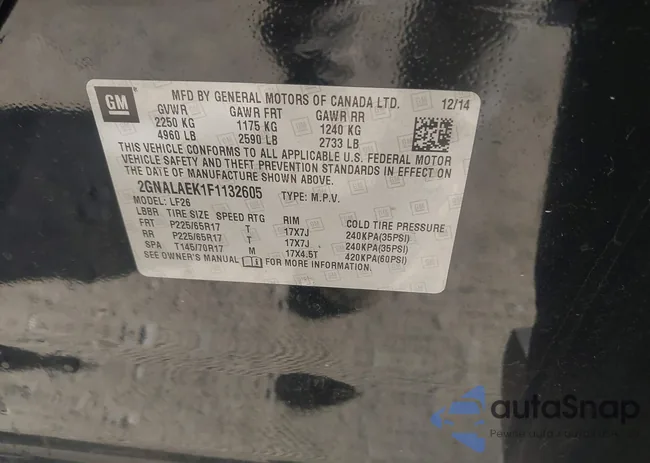 GM
MFD BY GENERAL MOTORS OF CANADA LTD. 12/14
GVWR GAWR FRT GAWR RR
2250 KG 1175 KG 1240 KG
4960 LB 2590 LB 2733 LB
THIS VEHICLE CONFORMS TO ALL APPLICABLE U.S. FEDERAL MOTOR
VEHICLE SAFETY AND THEFT PREVENTION STANDARDS IN EFFECT ON
THE DATE OF MANUFACTURE SHOWN ABOVE.
2GNALAEK1F1132605 TYPE: M.P.V.
MODEL: LF26
LBBR TIRE SIZE SPEED RTG RIM COLD TIRE PRESSURE
FRT P225/65R17 T 17X7J 240KPA(35PSI)
RR P225/65R17 T 17X7J 240KPA(35PSI)
SPA T145/70R17 M 17X4.5T 420KPA(60PSI)
SEE OWNER'S MANUAL FOR MORE INFORMATION.
autaSnap
Pewne auta